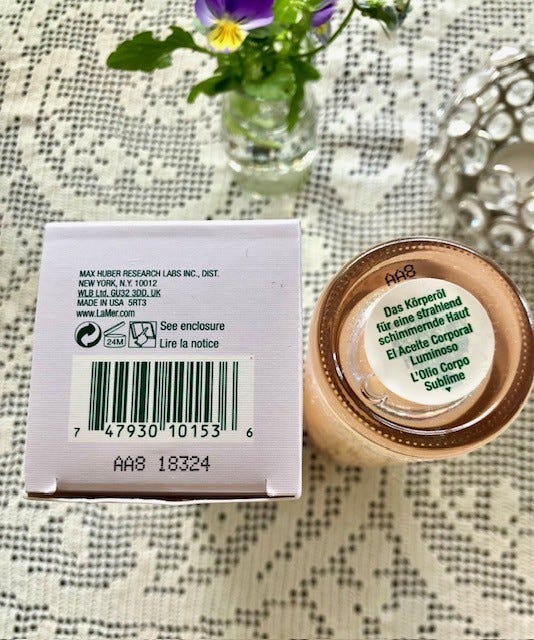 MAX HUBER RESEARCH LABS INC., DIST.
NEW YORK, N.Y. 10012
WLB Ltd. GU32 3DD, UK
MADE IN USA 5RT3
www.LaMer.com
24M
See enclosure
Lire la notice
7 47930 10153 6
AA8 18324
AA8
Das Körperöl
für eine strahlend
schimmernde Haut
El Aceite Corporal
Luminoso
L'Olio Corpo
Sublime